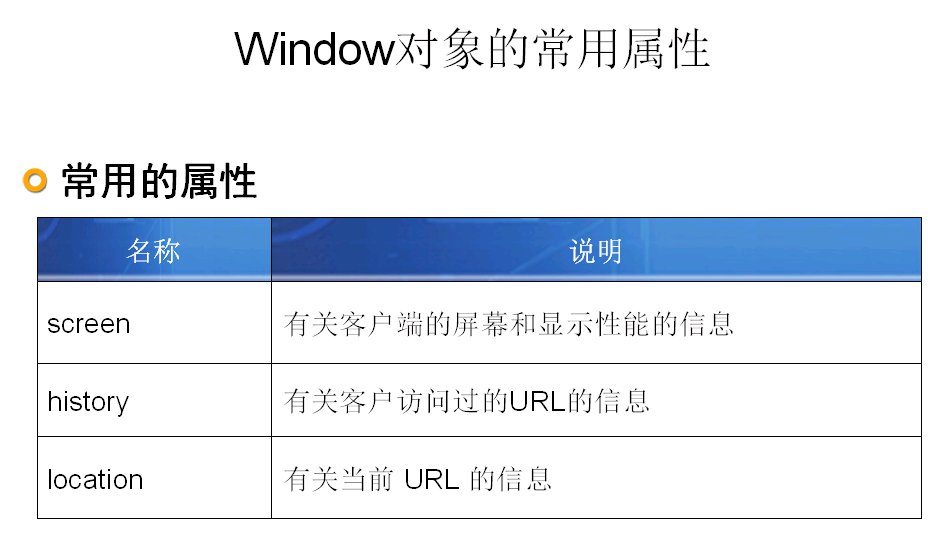 Window对象的常用属性
常用的属性
名称 说明
screen 有关客户端的屏幕和显示性能的信息
history 有关客户访问过的URL的信息
location 有关当前 URL 的信息